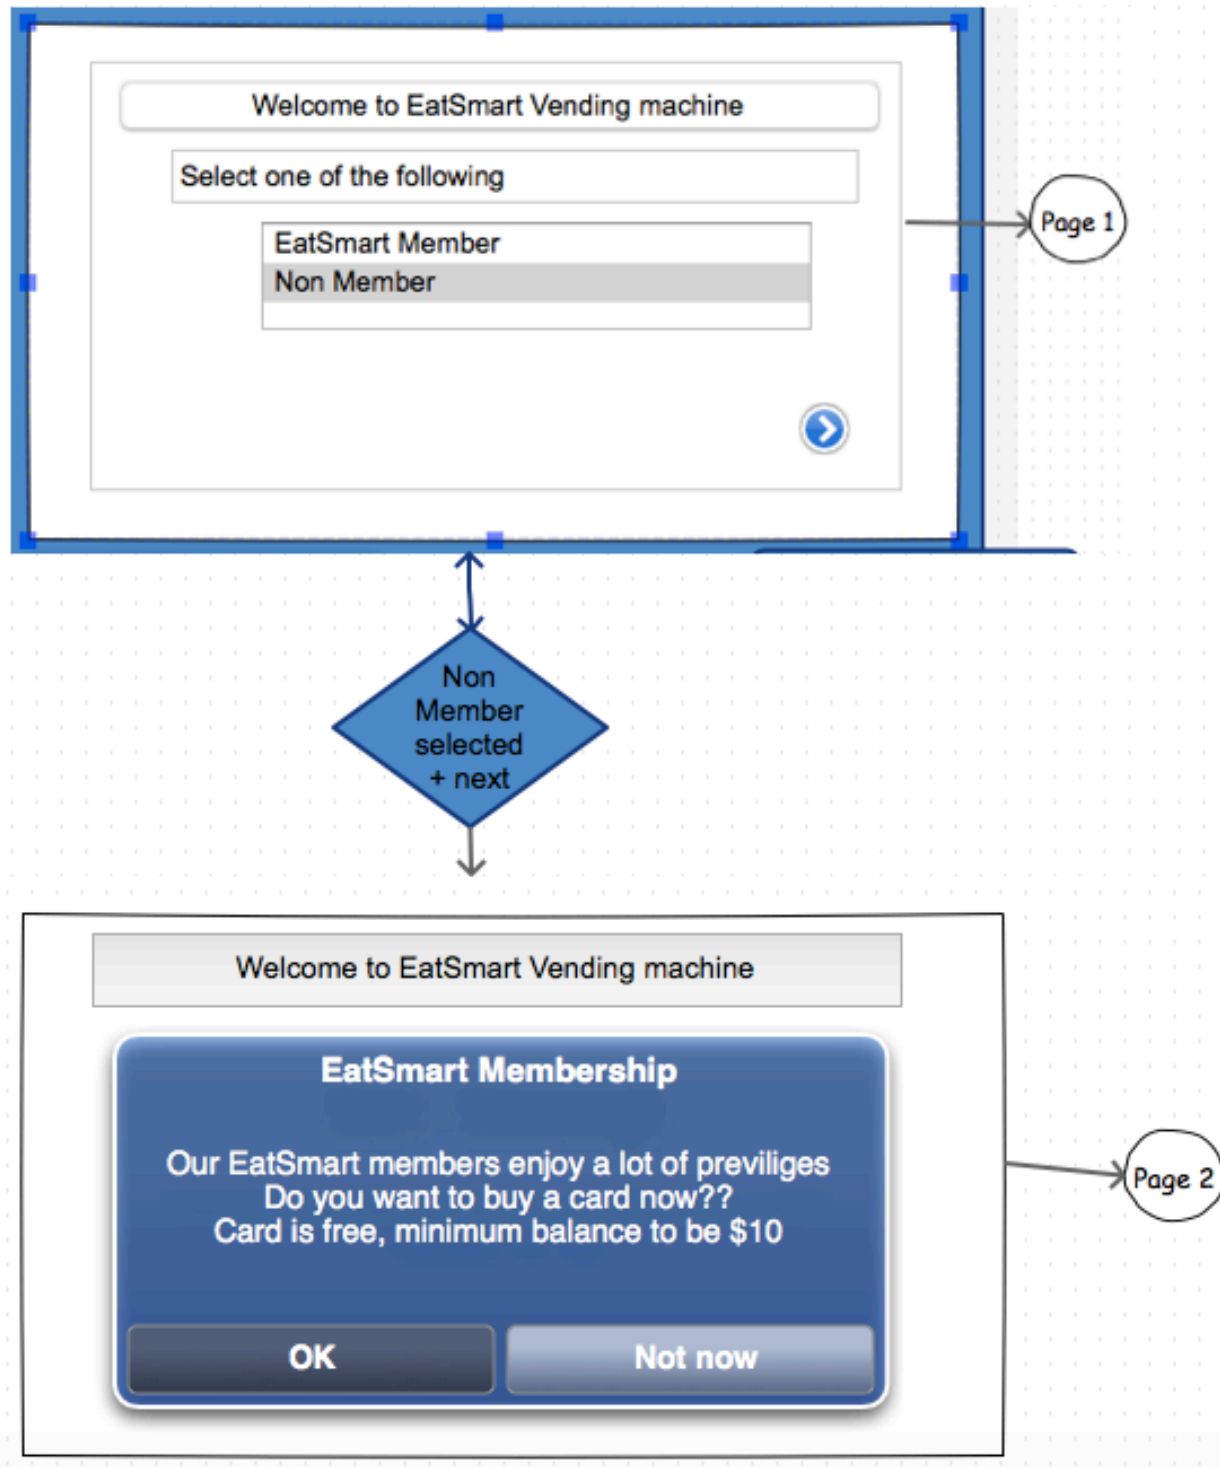 Welcome to EatSmart Vending machine
Select one of the following
EatSmart Member
Non Member
Page 1
Non
Member
selected
+ next
Welcome to EatSmart Vending machine
EatSmart Membership
Our EatSmart members enjoy a lot of previliges
Do you want to buy a card now??
Card is free, minimum balance to be $10
OK
Not now
Page 2